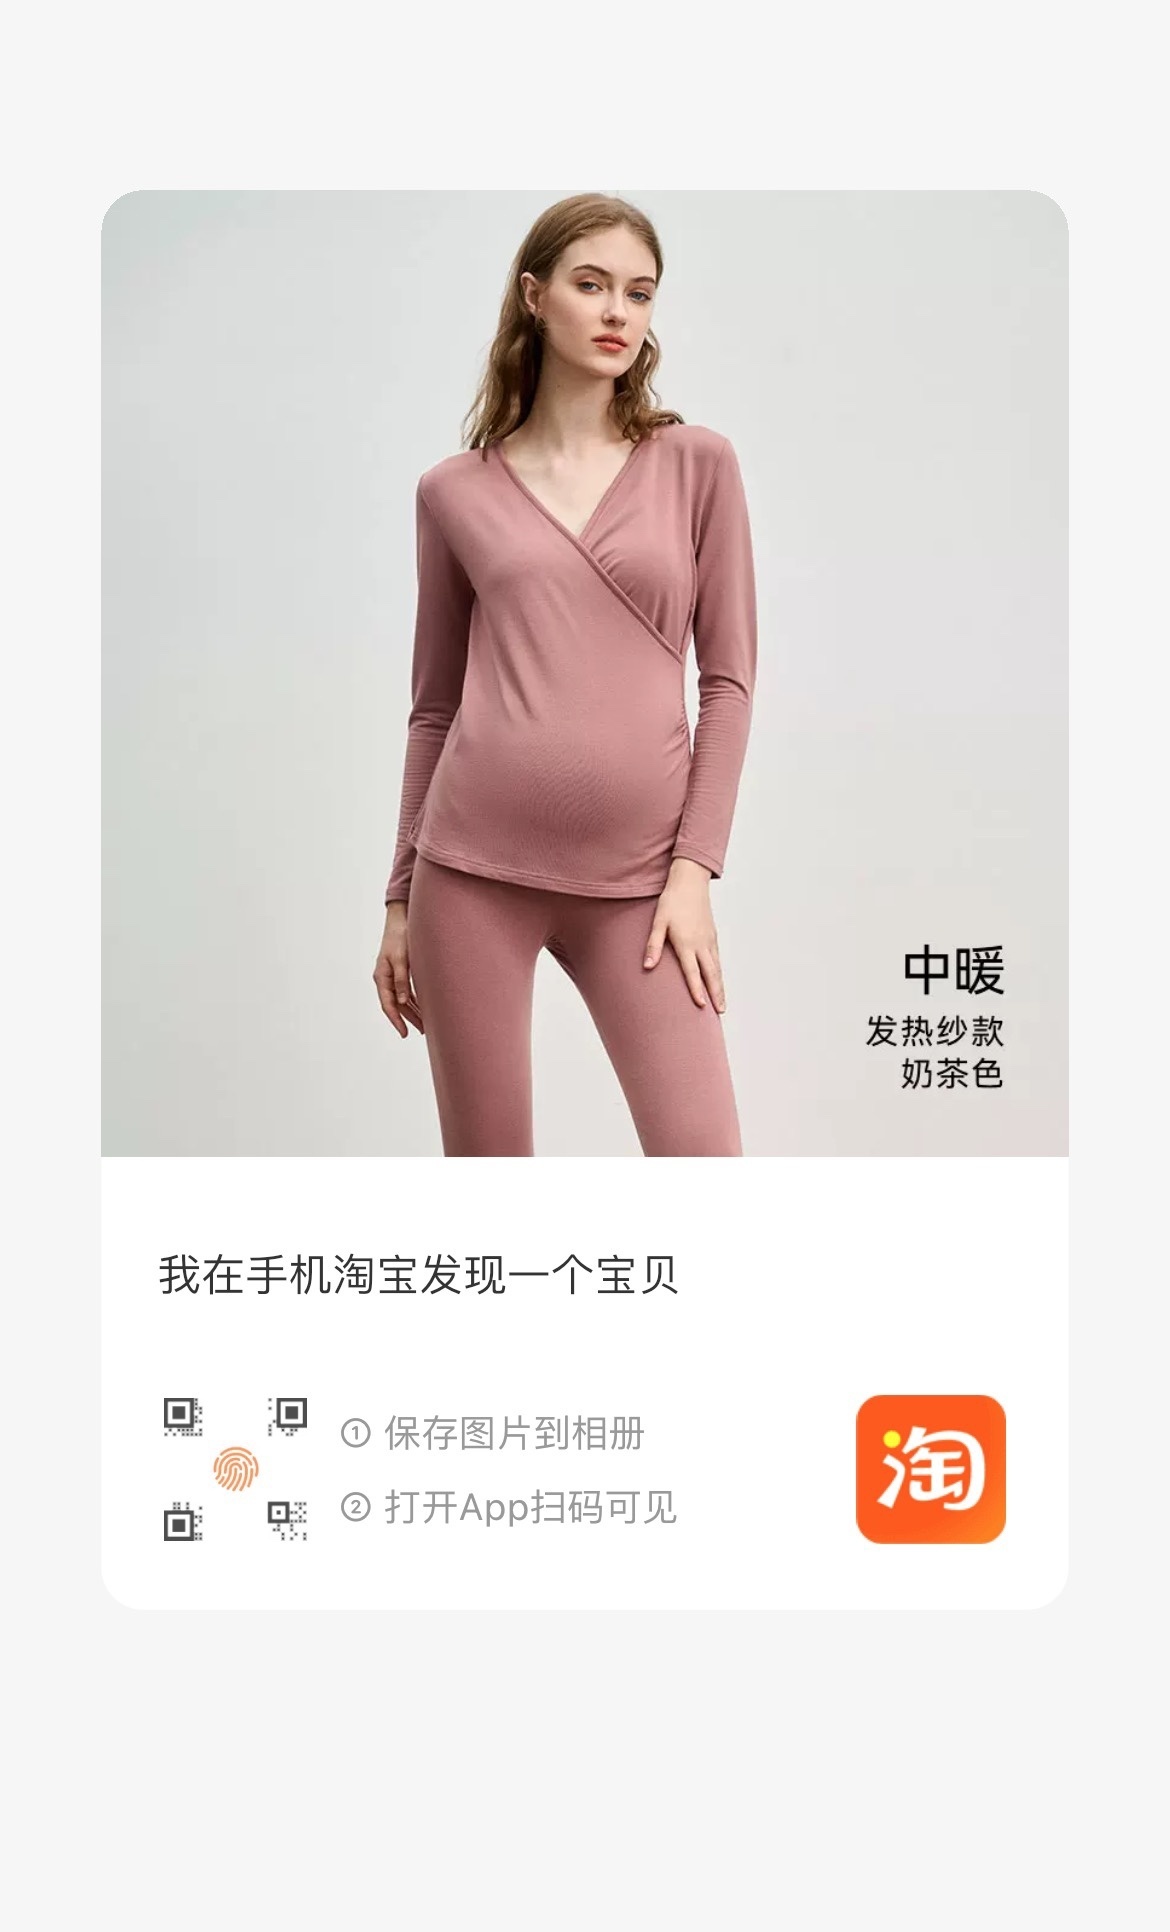 中暖
发热纱款
奶茶色
我在手机淘宝发现一个宝贝
① 保存图片到相册
② 打开App扫码可见
淘